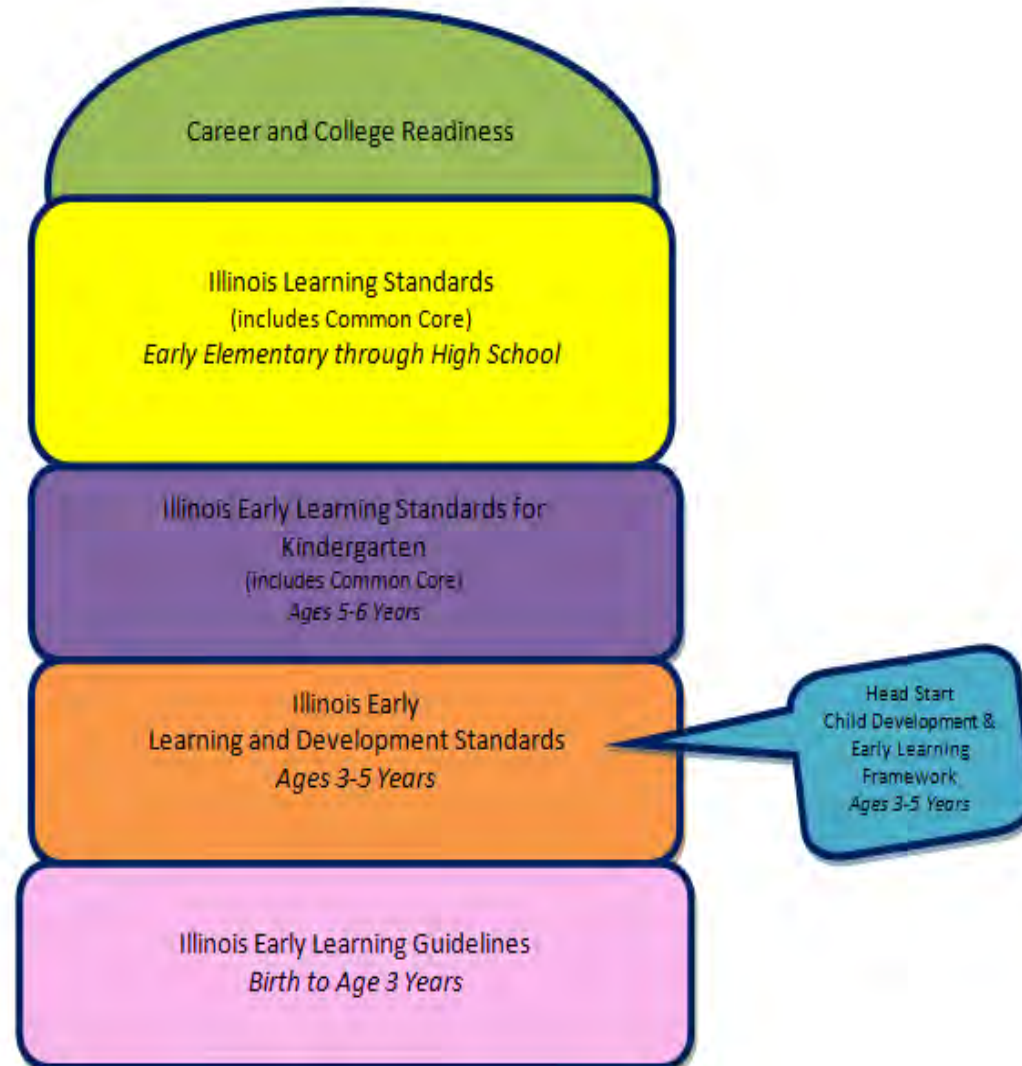 Career and College Readiness
Illinois Learning Standards
(includes Common Core)
Early Elementary through High School
Illinois Early Learning Standards for
Kindergarten
(includes Common Core)
Ages 5-6 Years
Illinois Early
Learning and Development Standards
Ages 3-5 Years
Head Start
Child Development &
Early Learning
Framework
Ages 3-5 Years
Illinois Early Learning Guidelines
Birth to Age 3 Years